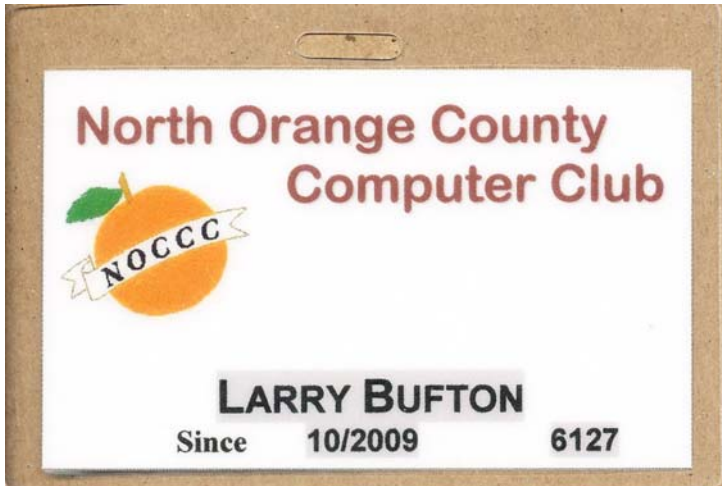 North Orange County
Computer Club
NOCCC
LARRY BUFTON
Since 10/2009 6127